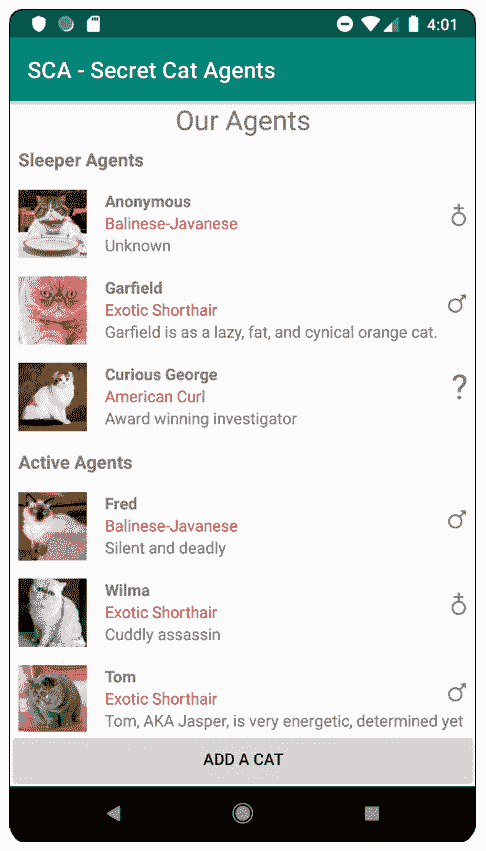 4:01
SCA - Secret Cat Agents
Our Agents
Sleeper Agents
Anonymous
Balinese-Javanese
Unknown
Garfield
Exotic Shorthair
Garfield is as a lazy, fat, and cynical orange cat.
Curious George
American Curl
?
Award winning investigator
Active Agents
Fred
Balinese-Javanese
Silent and deadly
Wilma
Exotic Shorthair
Cuddly assassin
Tom
Exotic Shorthair
Tom, AKA Jasper, is very energetic, determined yet
ADD A CAT